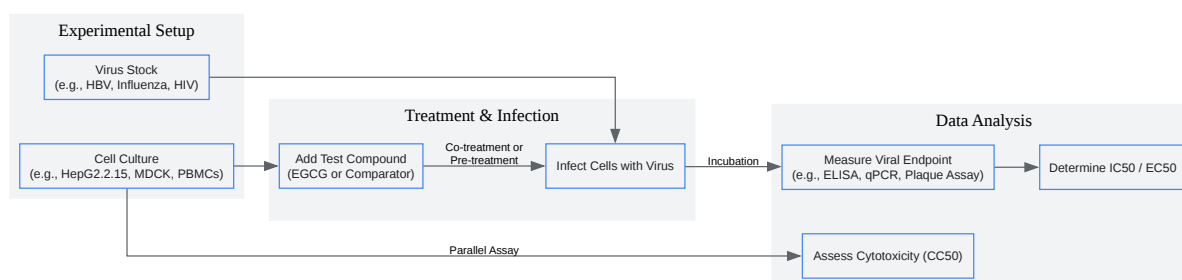 Experimental Setup
Virus Stock
(e.g., HBV, Influenza, HIV)
Cell Culture
(e.g., HepG2.2.15, MDCK, PBMCs)
Treatment & Infection
Add Test Compound
(EGCG or Comparator)
Co-treatment or
Pre-treatment
Infect Cells with Virus
Incubation
Data Analysis
Measure Viral Endpoint
(e.g., ELISA, qPCR, Plaque Assay)
Determine IC50 / EC50
Parallel Assay
Assess Cytotoxicity (CC50)